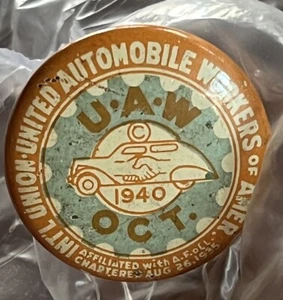 INT'L UNION·UNITED AUTOMOBILE WORKERS OF AMER.
U·A·W
C
1940
OCT.
AFFILIATED with A.F. of L.
CHARTERED AUG 26, 1935